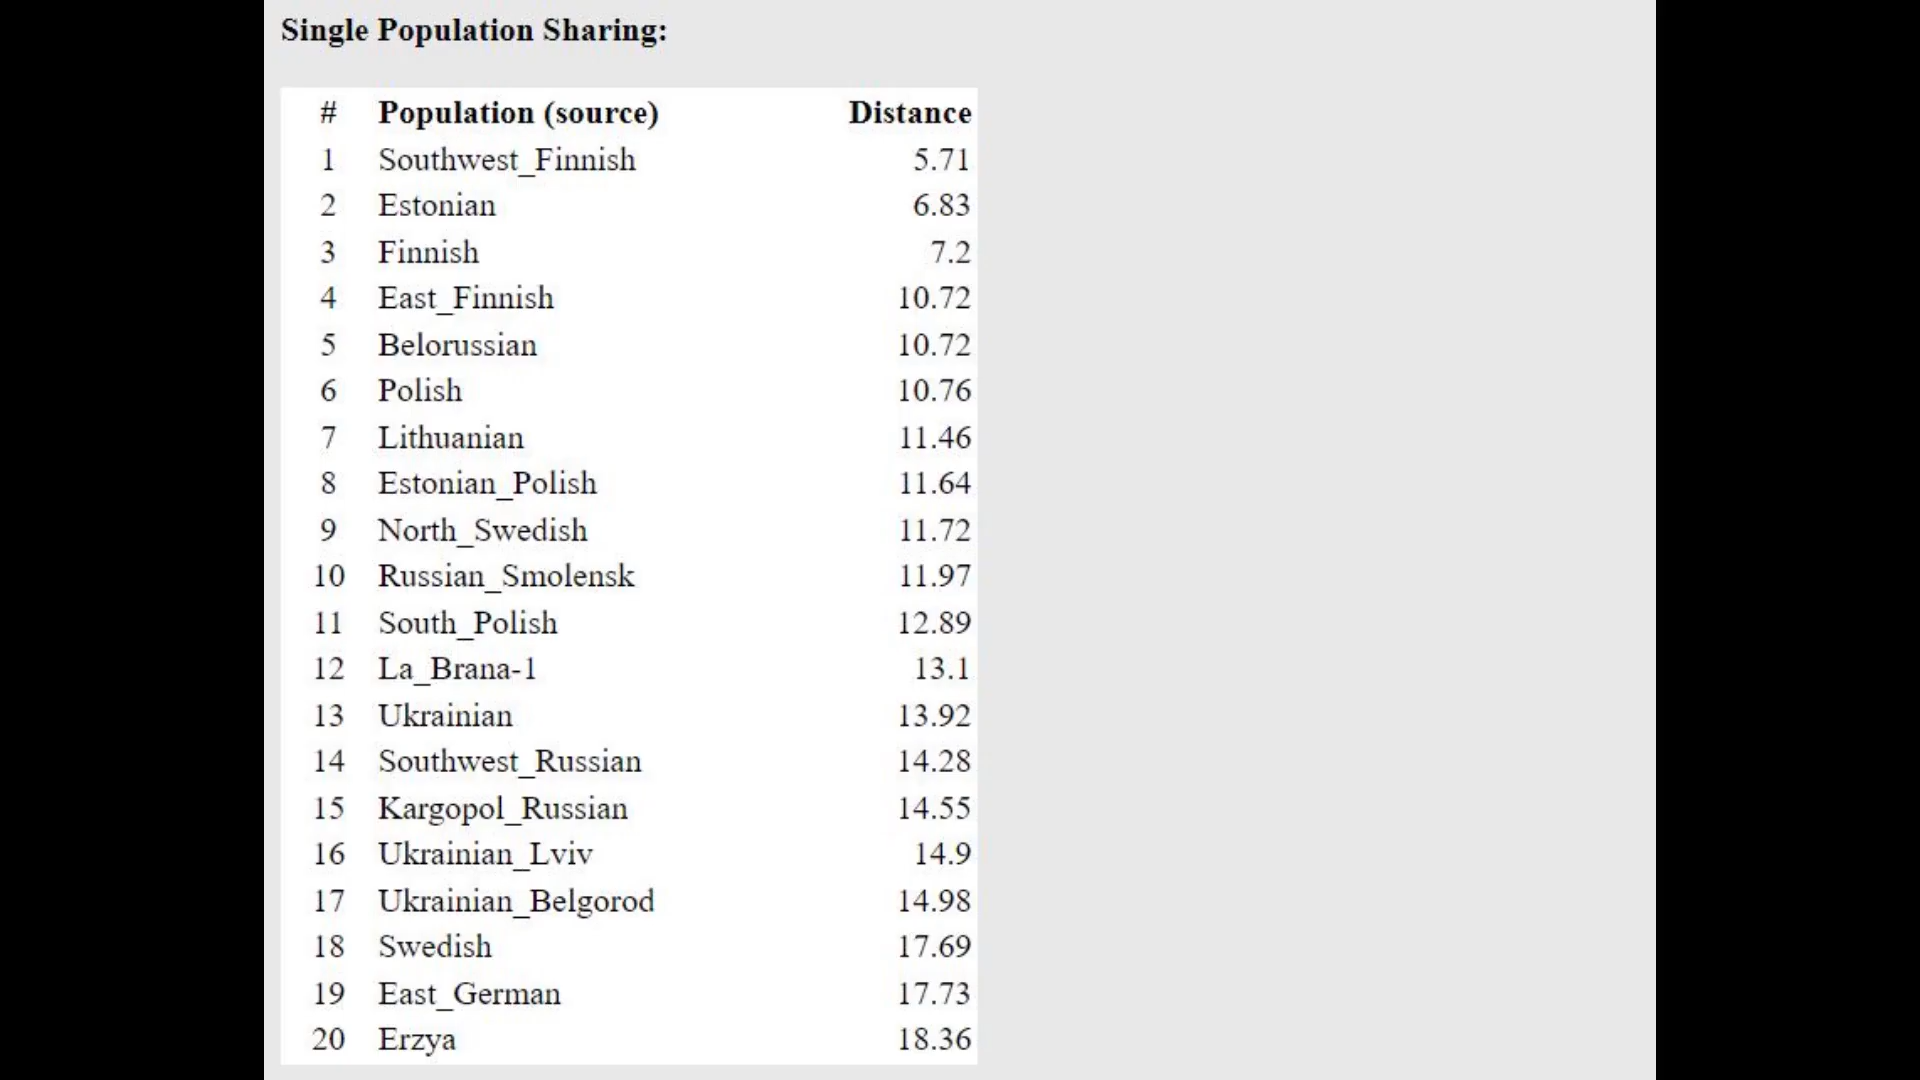 Single Population Sharing:
# Population (source) Distance
1 Southwest_Finnish 5.71
2 Estonian 6.83
3 Finnish 7.2
4 East_Finnish 10.72
5 Belorussian 10.72
6 Polish 10.76
7 Lithuanian 11.46
8 Estonian_Polish 11.64
9 North_Swedish 11.72
10 Russian_Smolensk 11.97
11 South_Polish 12.89
12 La_Brana-1 13.1
13 Ukrainian 13.92
14 Southwest_Russian 14.28
15 Kargopol_Russian 14.55
16 Ukrainian_Lviv 14.9
17 Ukrainian_Belgorod 14.98
18 Swedish 17.69
19 East_German 17.73
20 Erzya 18.36